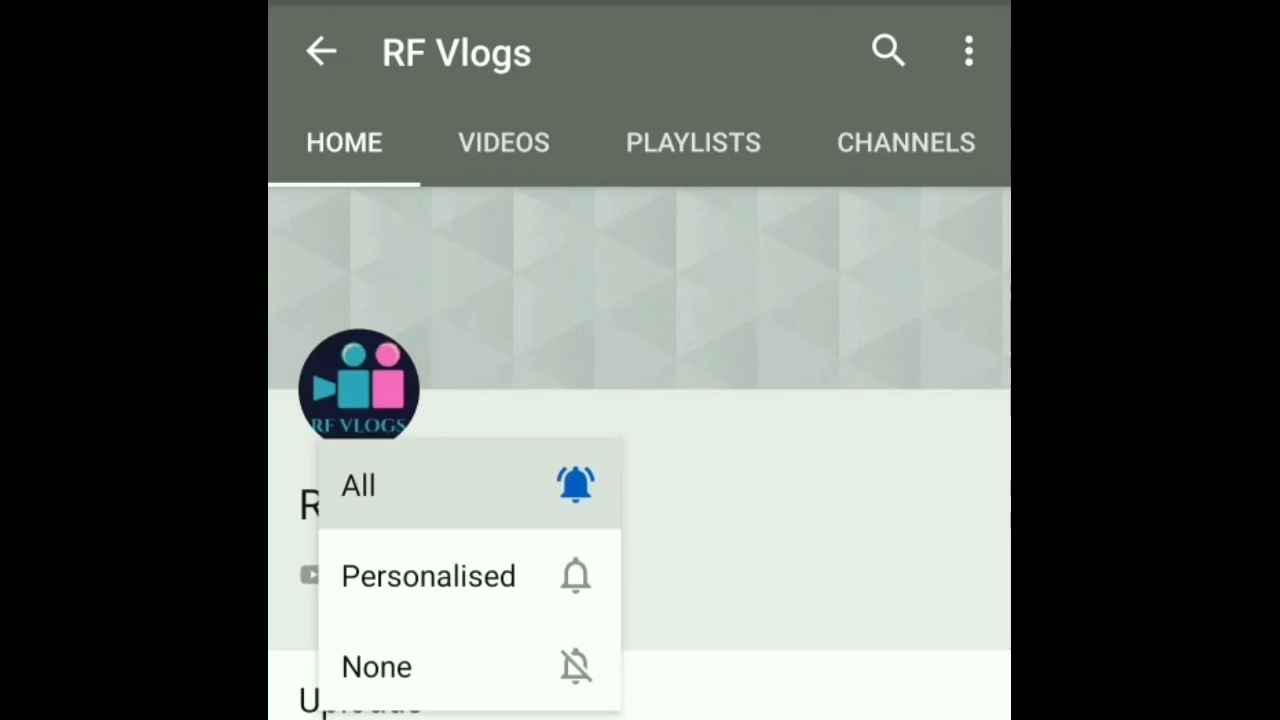 RF Vlogs
HOME VIDEOS PLAYLISTS CHANNELS
RF VLOGS
All
R
Personalised
None